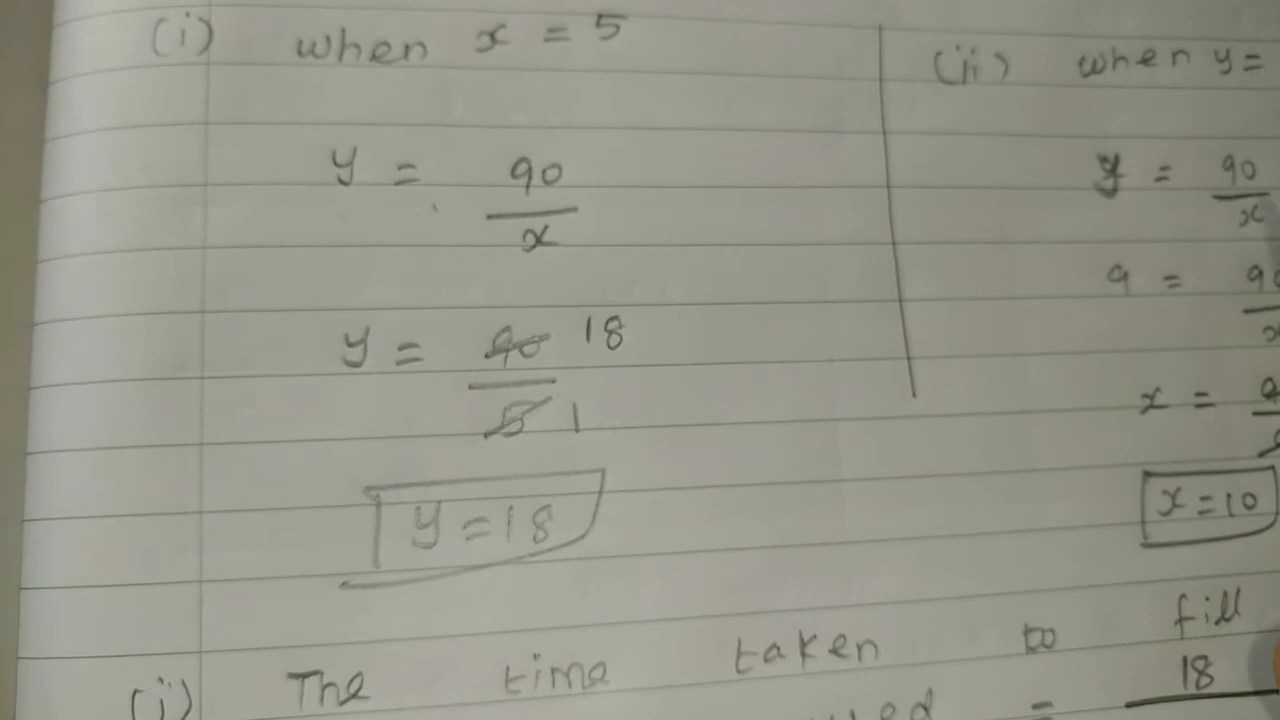 (i) when x = 5
y = 90/x
y = 90/5 18 1
y = 18
(ii) when y =
y = 90/x
9 =
x =
x = 10
fill
(i) The time taken to
= 18